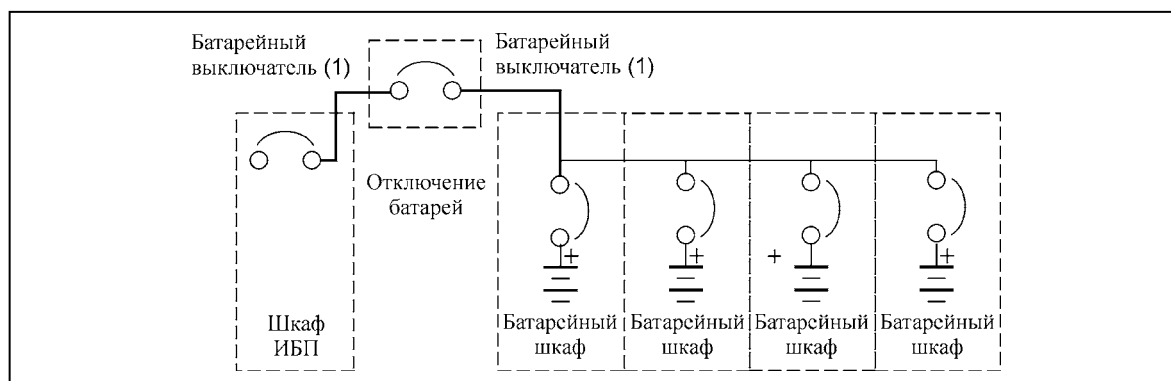 Батарейный
выключатель (1)
Батарейный
выключатель (1)
Отключение
батарей
+
+
+
+
Шкаф
ИБП
Батарейный
шкаф
Батарейный
шкаф
Батарейный
шкаф
Батарейный
шкаф